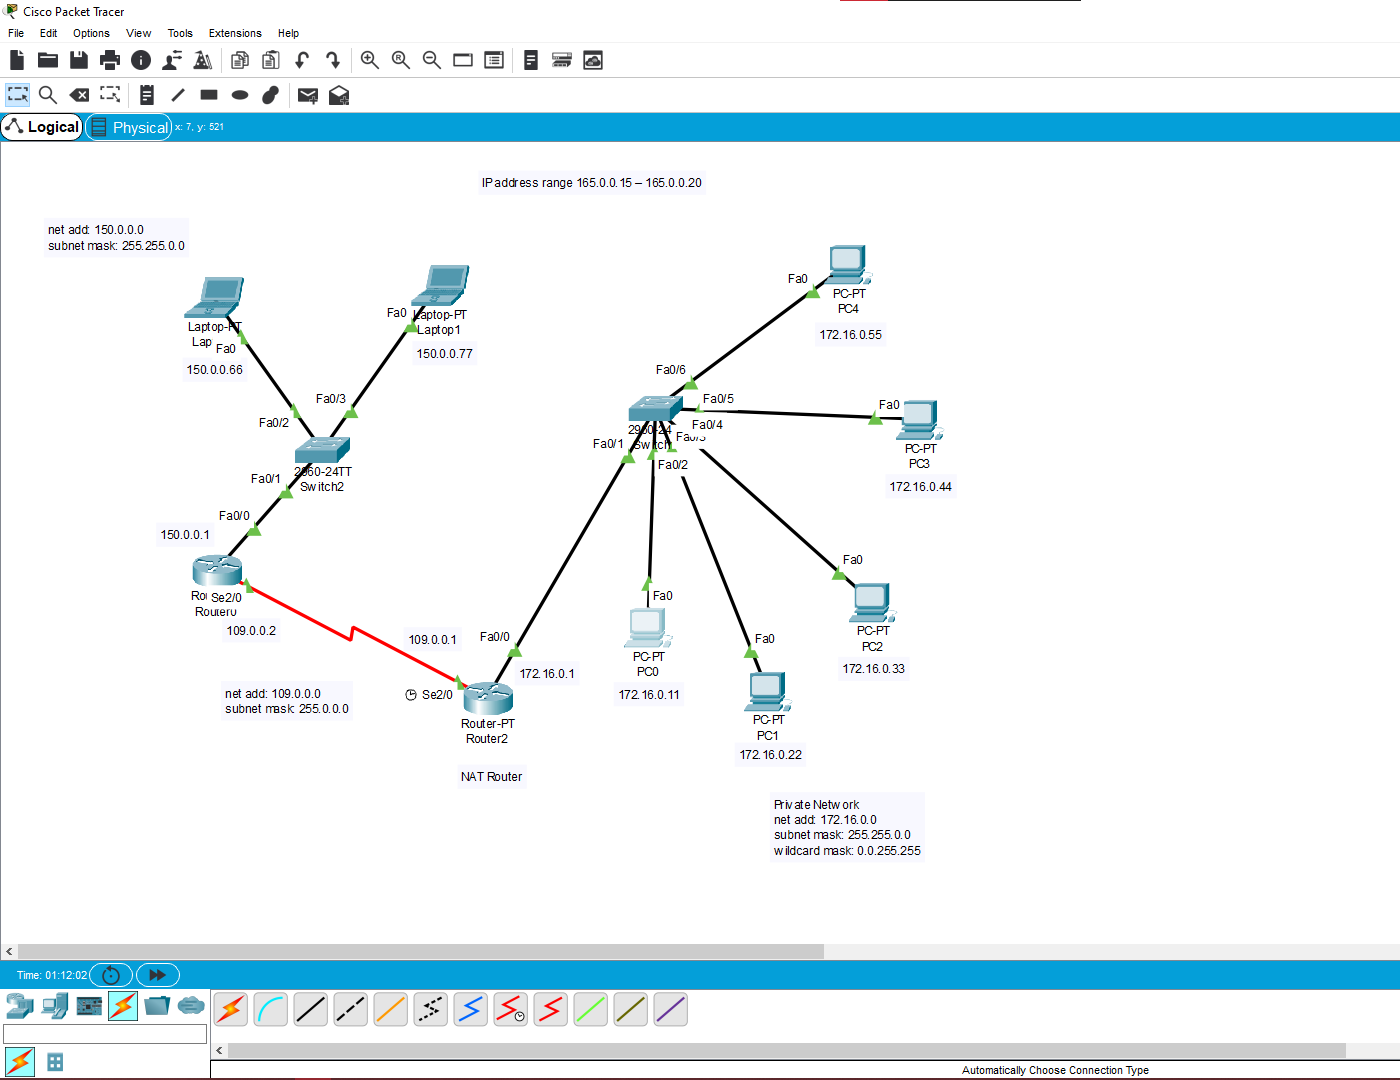 Cisco Packet Tracer
File Edit Options View Tools Extensions Help
Logical
Physical
x: 7, y: 521
IP address range 165.0.0.15 – 165.0.0.20
net add: 150.0.0.0
subnet mask: 255.255.0.0
Laptop-PT
Lap
Fa0
150.0.0.66
Fa0
Laptop-PT
Laptop1
150.0.0.77
Fa0/3
Fa0/2
2960-24TT
Switch2
Fa0/1
Fa0/0
150.0.0.1
Se2/0
Router0
109.0.0.2
109.0.0.1
net add: 109.0.0.0
subnet mask: 255.0.0.0
Se2/0
Fa0/0
172.16.0.1
Router-PT
Router2
NAT Router
Fa0
PC-PT
PC4
172.16.0.55
Fa0/6
Fa0/5
Fa0/4
Fa0/3
2960-24
Switch
Fa0/1
Fa0/2
Fa0
PC-PT
PC3
172.16.0.44
Fa0
PC-PT
PC2
172.16.0.33
Fa0
PC-PT
PC0
172.16.0.11
Fa0
PC-PT
PC1
172.16.0.22
Private Network
net add: 172.16.0.0
subnet mask: 255.255.0.0
wildcard mask: 0.0.255.255
Time: 01:12:02
Automatically Choose Connection Type